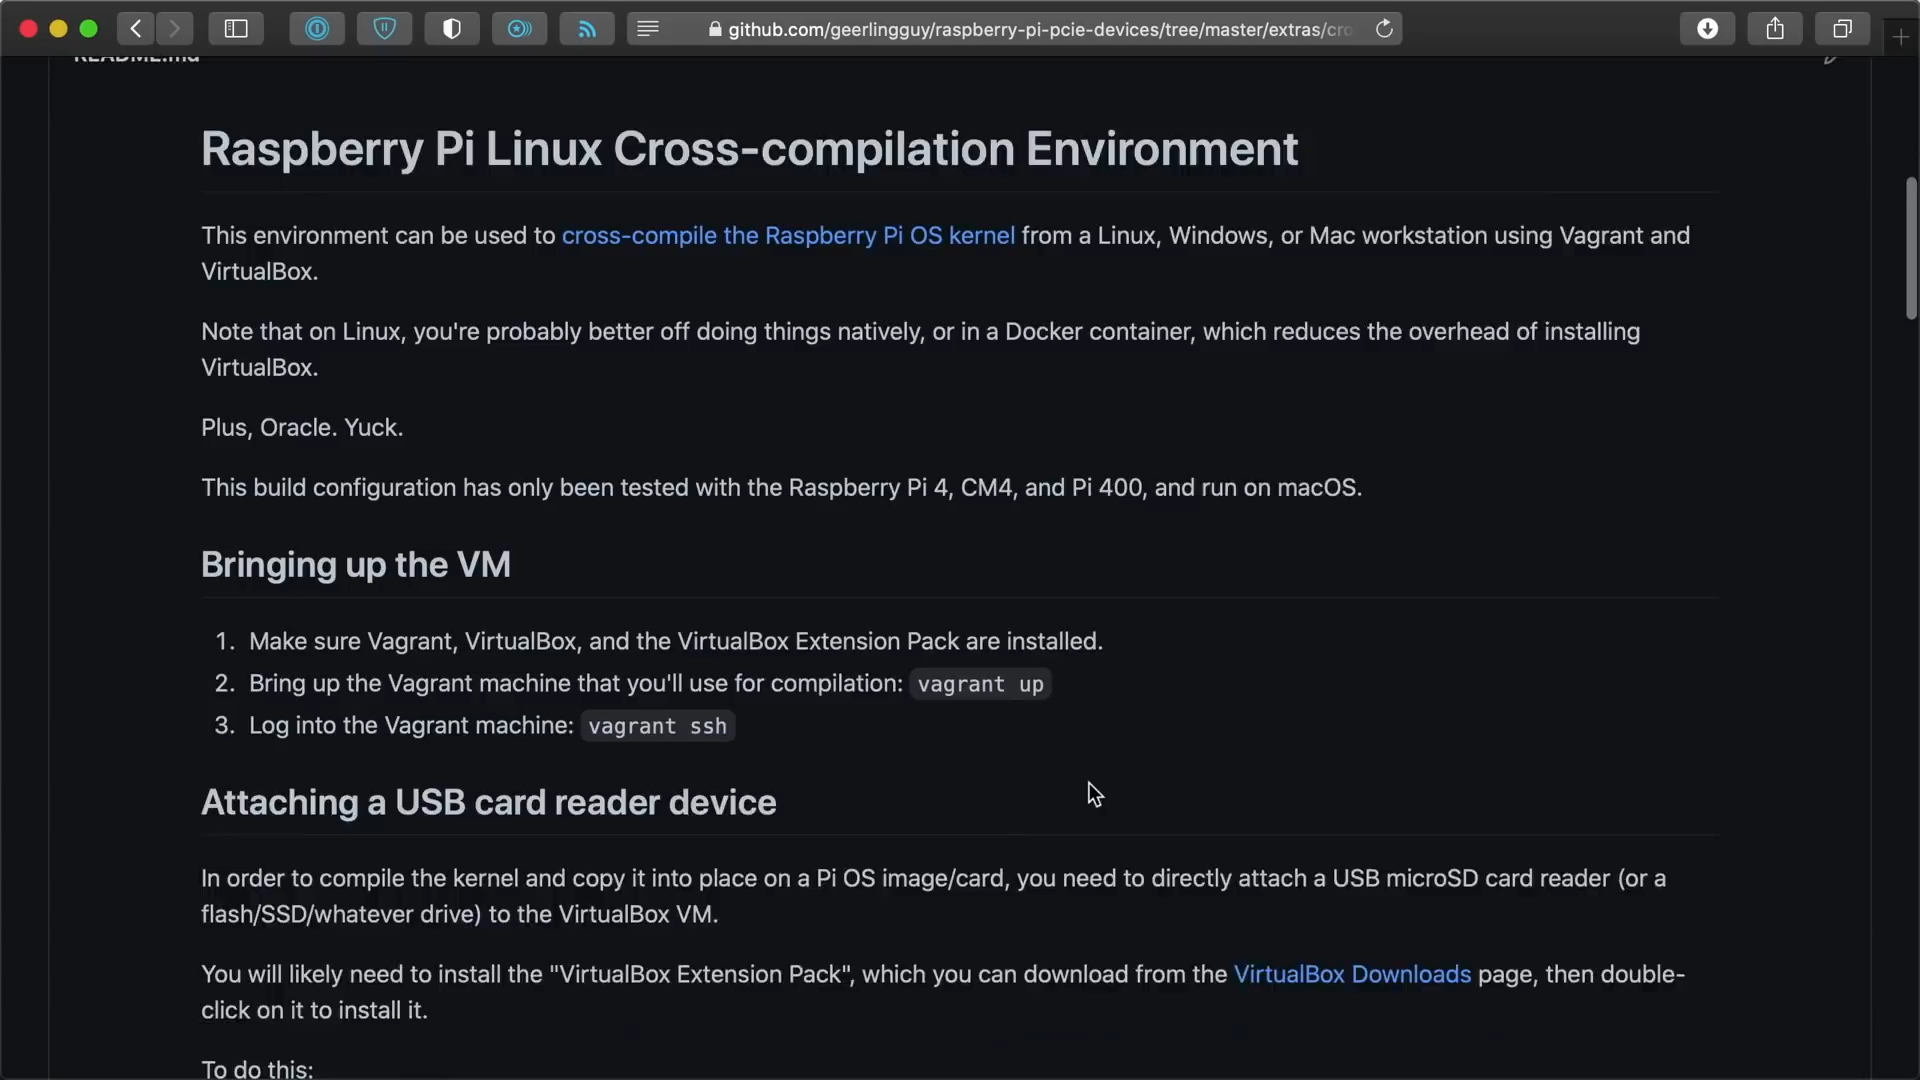 github.com/geerlingguy/raspberry-pi-pcie-devices/tree/master/extras/cro
README.md
Raspberry Pi Linux Cross-compilation Environment
This environment can be used to cross-compile the Raspberry Pi OS kernel from a Linux, Windows, or Mac workstation using Vagrant and
VirtualBox.
Note that on Linux, you're probably better off doing things natively, or in a Docker container, which reduces the overhead of installing
VirtualBox.
Plus, Oracle. Yuck.
This build configuration has only been tested with the Raspberry Pi 4, CM4, and Pi 400, and run on macOS.
Bringing up the VM
1. Make sure Vagrant, VirtualBox, and the VirtualBox Extension Pack are installed.
2. Bring up the Vagrant machine that you'll use for compilation: vagrant up
3. Log into the Vagrant machine: vagrant ssh
Attaching a USB card reader device
In order to compile the kernel and copy it into place on a Pi OS image/card, you need to directly attach a USB microSD card reader (or a
flash/SSD/whatever drive) to the VirtualBox VM.
You will likely need to install the "VirtualBox Extension Pack", which you can download from the VirtualBox Downloads page, then double-
click on it to install it.
To do this: